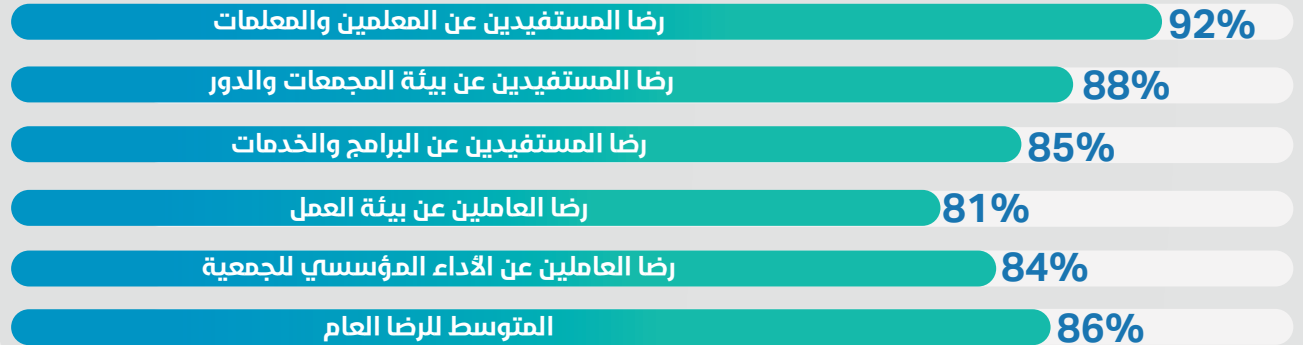 رضا المستفيدين عن المعلمين والمعلمات 92%
رضا المستفيدين عن بيئة المجمعات والدور 88%
رضا المستفيدين عن البرامج والخدمات 85%
رضا العاملين عن بيئة العمل 81%
رضا العاملين عن الأداء المؤسسي للجمعية 84%
المتوسط للرضا العام 86%